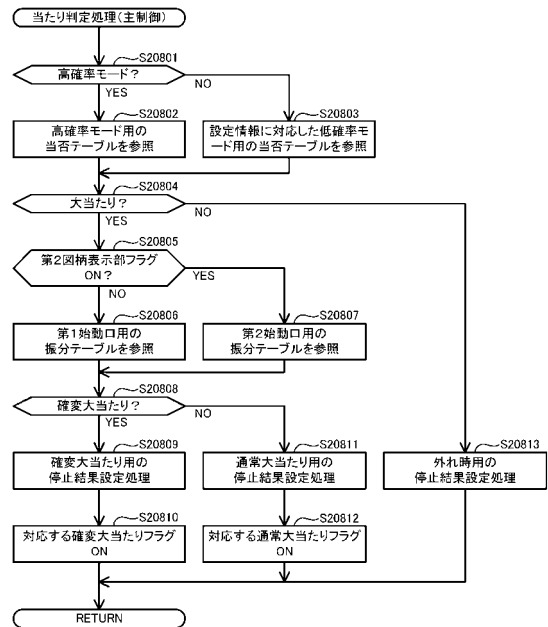 当たり判定処理(主制御)
S20801
高確率モード?
YES
NO
S20802
高確率モード用の
当否テーブルを参照
S20803
設定情報に対応した低確率モ
ード用の当否テーブルを参照
S20804
大当たり?
YES
NO
S20805
第2図柄表示部フラグ
ON?
NO
YES
S20806
第1始動口用の
振分テーブルを参照
S20807
第2始動口用の
振分テーブルを参照
S20808
確変大当たり?
YES
NO
S20809
確変大当たり用の
停止結果設定処理
S20811
通常大当たり用の
停止結果設定処理
S20813
外れ時用の
停止結果設定処理
S20810
対応する確変大当たりフラグ
ON
S20812
対応する通常大当たりフラグ
ON
RETURN